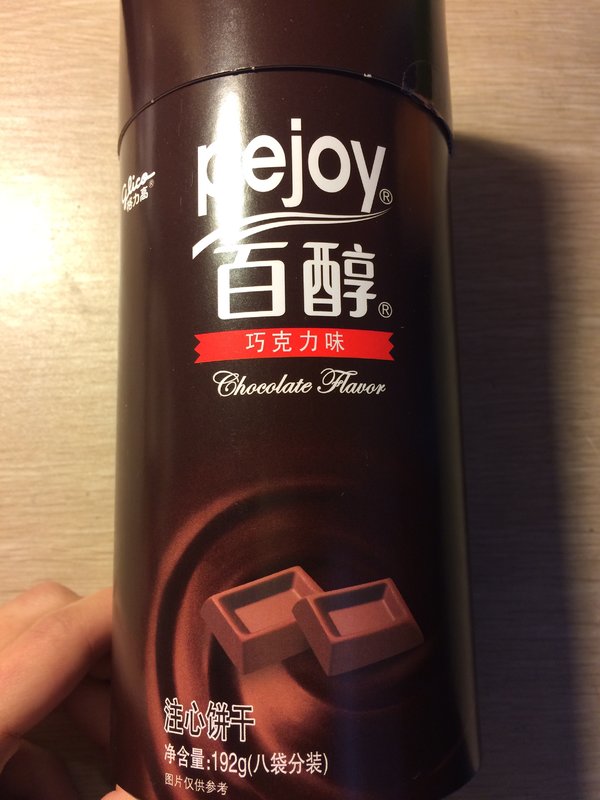 pejoy®
Glico®
格力高
百醇®
巧克力味
Chocolate Flavor
注心饼干
净含量:192g(八袋分装)
图片仅供参考